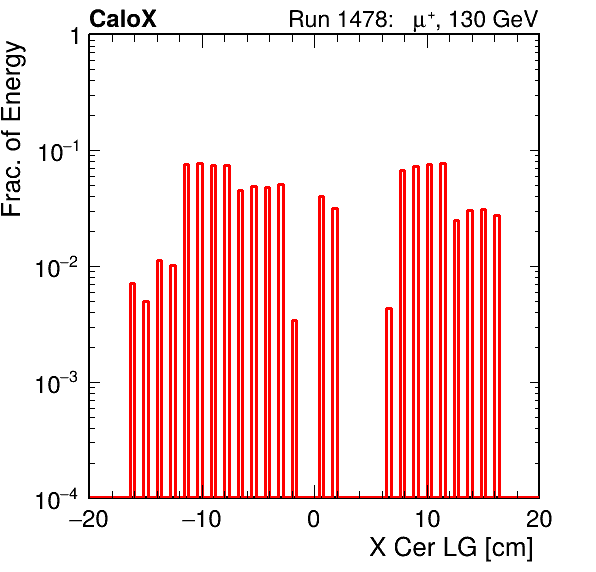 CaloX Run 1478: μ⁺, 130 GeV
Frac. of Energy
1
10⁻¹
10⁻²
10⁻³
10⁻⁴
−20 −10 0 10 20
X Cer LG [cm]